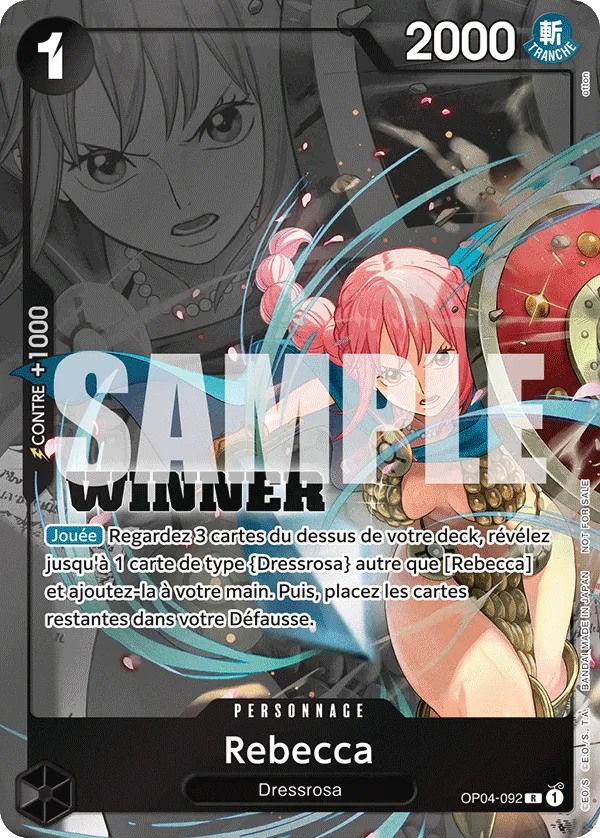 1
2000
斬
TRANCHE
otton
CONTRE +1000
SAMPLE
WINNER
Jouée Regardez 3 cartes du dessus de votre deck, révélez
jusqu'à 1 carte de type {Dressrosa} autre que [Rebecca]
et ajoutez-la à votre main. Puis, placez les cartes
restantes dans votre Défausse.
©E.O/S. ©E.O./S., T.A. BANDAI MADE IN JAPAN NOT FOR SALE
PERSONNAGE
Rebecca
Dressrosa
OP04-092 R 1